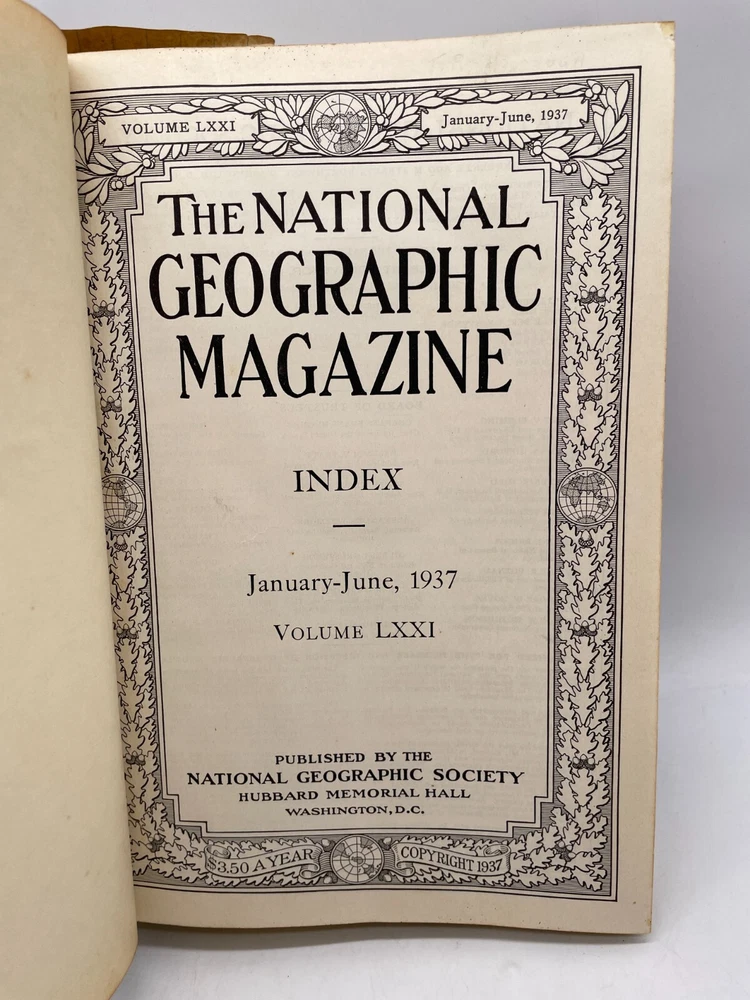 VOLUME LXXI
January-June, 1937
THE NATIONAL
GEOGRAPHIC
MAGAZINE
INDEX
January-June, 1937
VOLUME LXXI
PUBLISHED BY THE
NATIONAL GEOGRAPHIC SOCIETY
HUBBARD MEMORIAL HALL
WASHINGTON, D.C.
$3.50 A YEAR
COPYRIGHT 1937